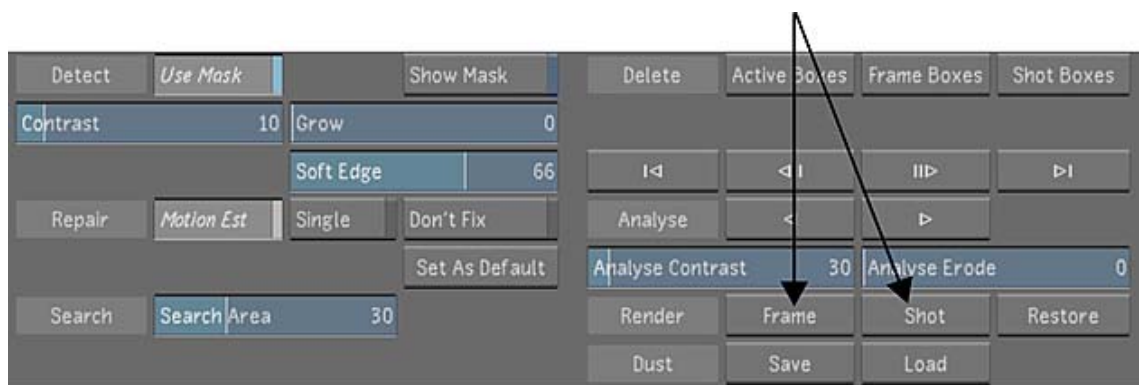 Detect Use Mask Show Mask Delete Active Boxes Frame Boxes Shot Boxes
Contrast 10 Grow 0
Soft Edge 66
Repair Motion Est Single Don't Fix Analyse
Set As Default Analyse Contrast 30 Analyse Erode 0
Search Search Area 30 Render Frame Shot Restore
Dust Save Load